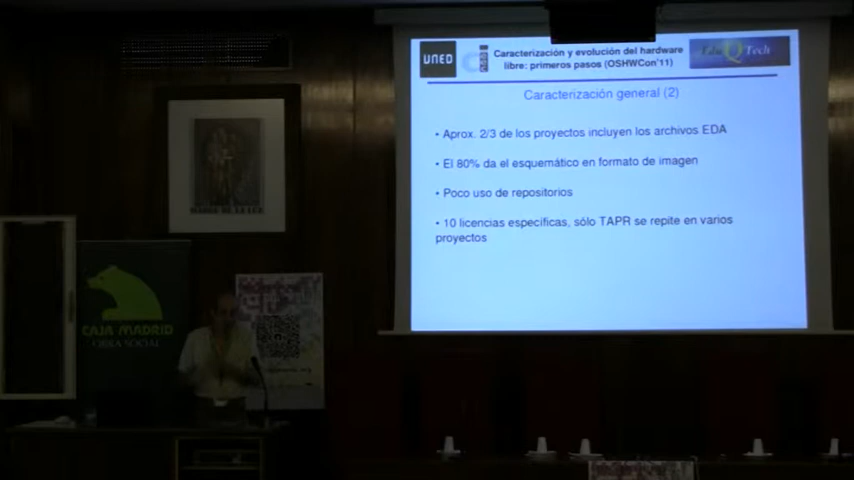 UNED
Caracterización y evolución del hardware
libre: primeros pasos (OSHWCon'11)
EduQTech
Caracterización general (2)
• Aprox. 2/3 de los proyectos incluyen los archivos EDA
• El 80% da el esquemático en formato de imagen
• Poco uso de repositorios
• 10 licencias específicas, sólo TAPR se repite en varios
proyectos
CAJA MADRID
OBRA SOCIAL